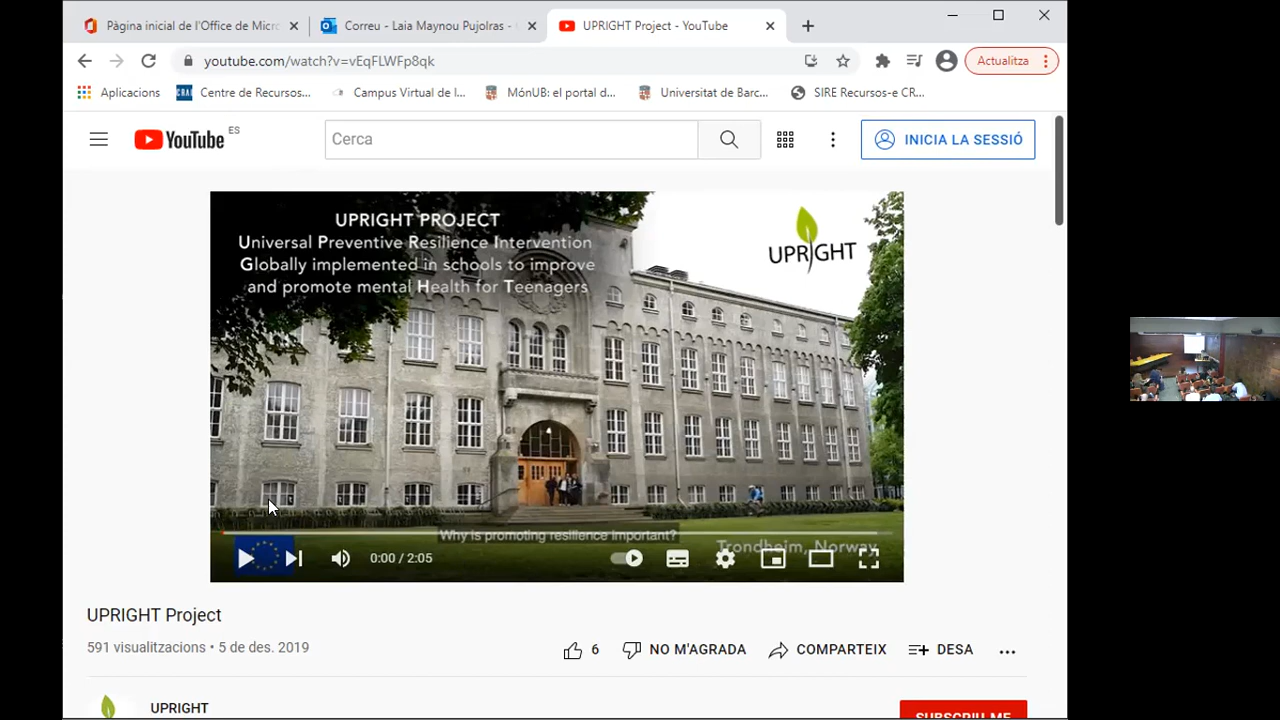 Pàgina inicial de l'Office de Micro
Correu - Laia Maynou Pujolras -
UPRIGHT Project - YouTube
youtube.com/watch?v=vEqFLWFp8qk
Actualitza
Aplicacions
CRAI
Centre de Recursos...
Campus Virtual de l...
MónUB: el portal d...
Universitat de Barc...
SIRE Recursos-e CR...
YouTube ES
Cerca
INICIA LA SESSIÓ
UPRIGHT PROJECT
Universal Preventive Resilience Intervention
Globally implemented in schools to improve
and promote mental Health for Teenagers
UPRIGHT
Why is promoting resilience important?
Trondheim, Norway
0:00 / 2:05
UPRIGHT Project
591 visualitzacions • 5 de des. 2019
6
NO M'AGRADA
COMPARTEIX
DESA
UPRIGHT
SUBSCRIU-ME